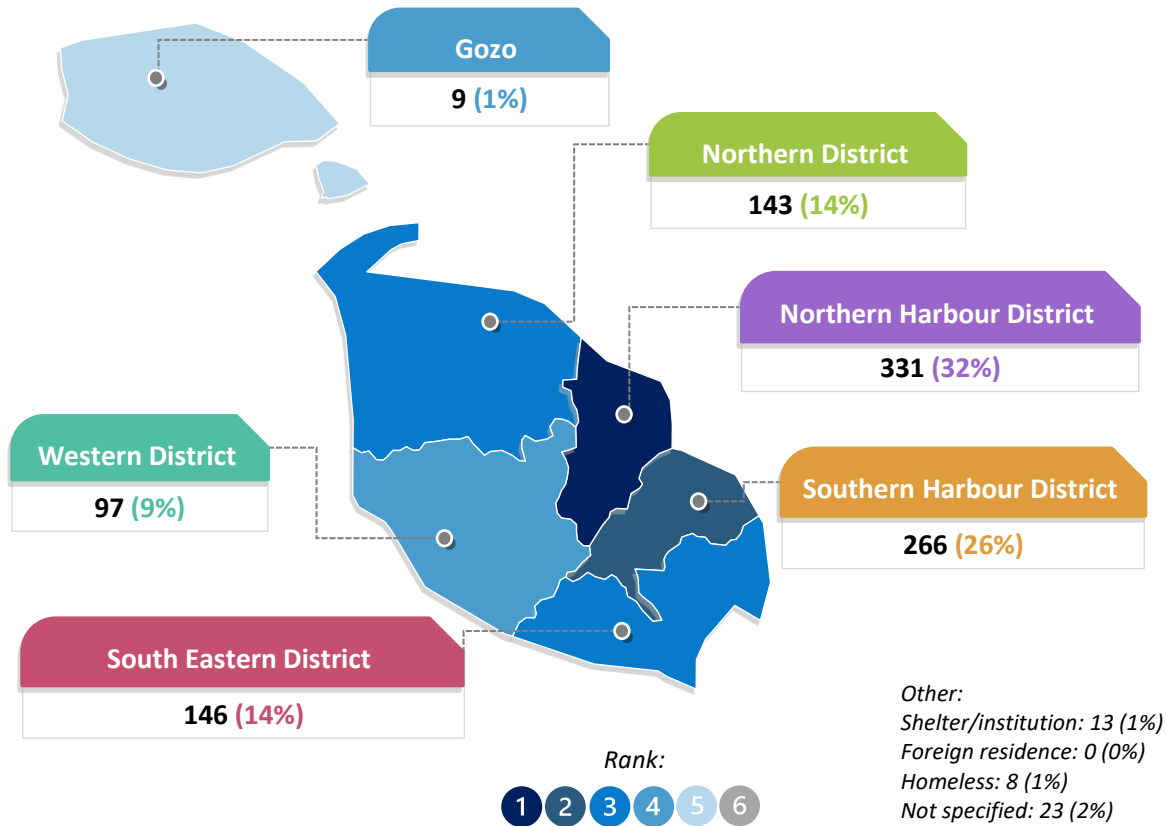 Gozo
9 (1%)
Northern District
143 (14%)
Northern Harbour District
331 (32%)
Western District
97 (9%)
Southern Harbour District
266 (26%)
South Eastern District
146 (14%)
Other:
Shelter/institution: 13 (1%)
Foreign residence: 0 (0%)
Homeless: 8 (1%)
Not specified: 23 (2%)
Rank:
1 2 3 4 5 6